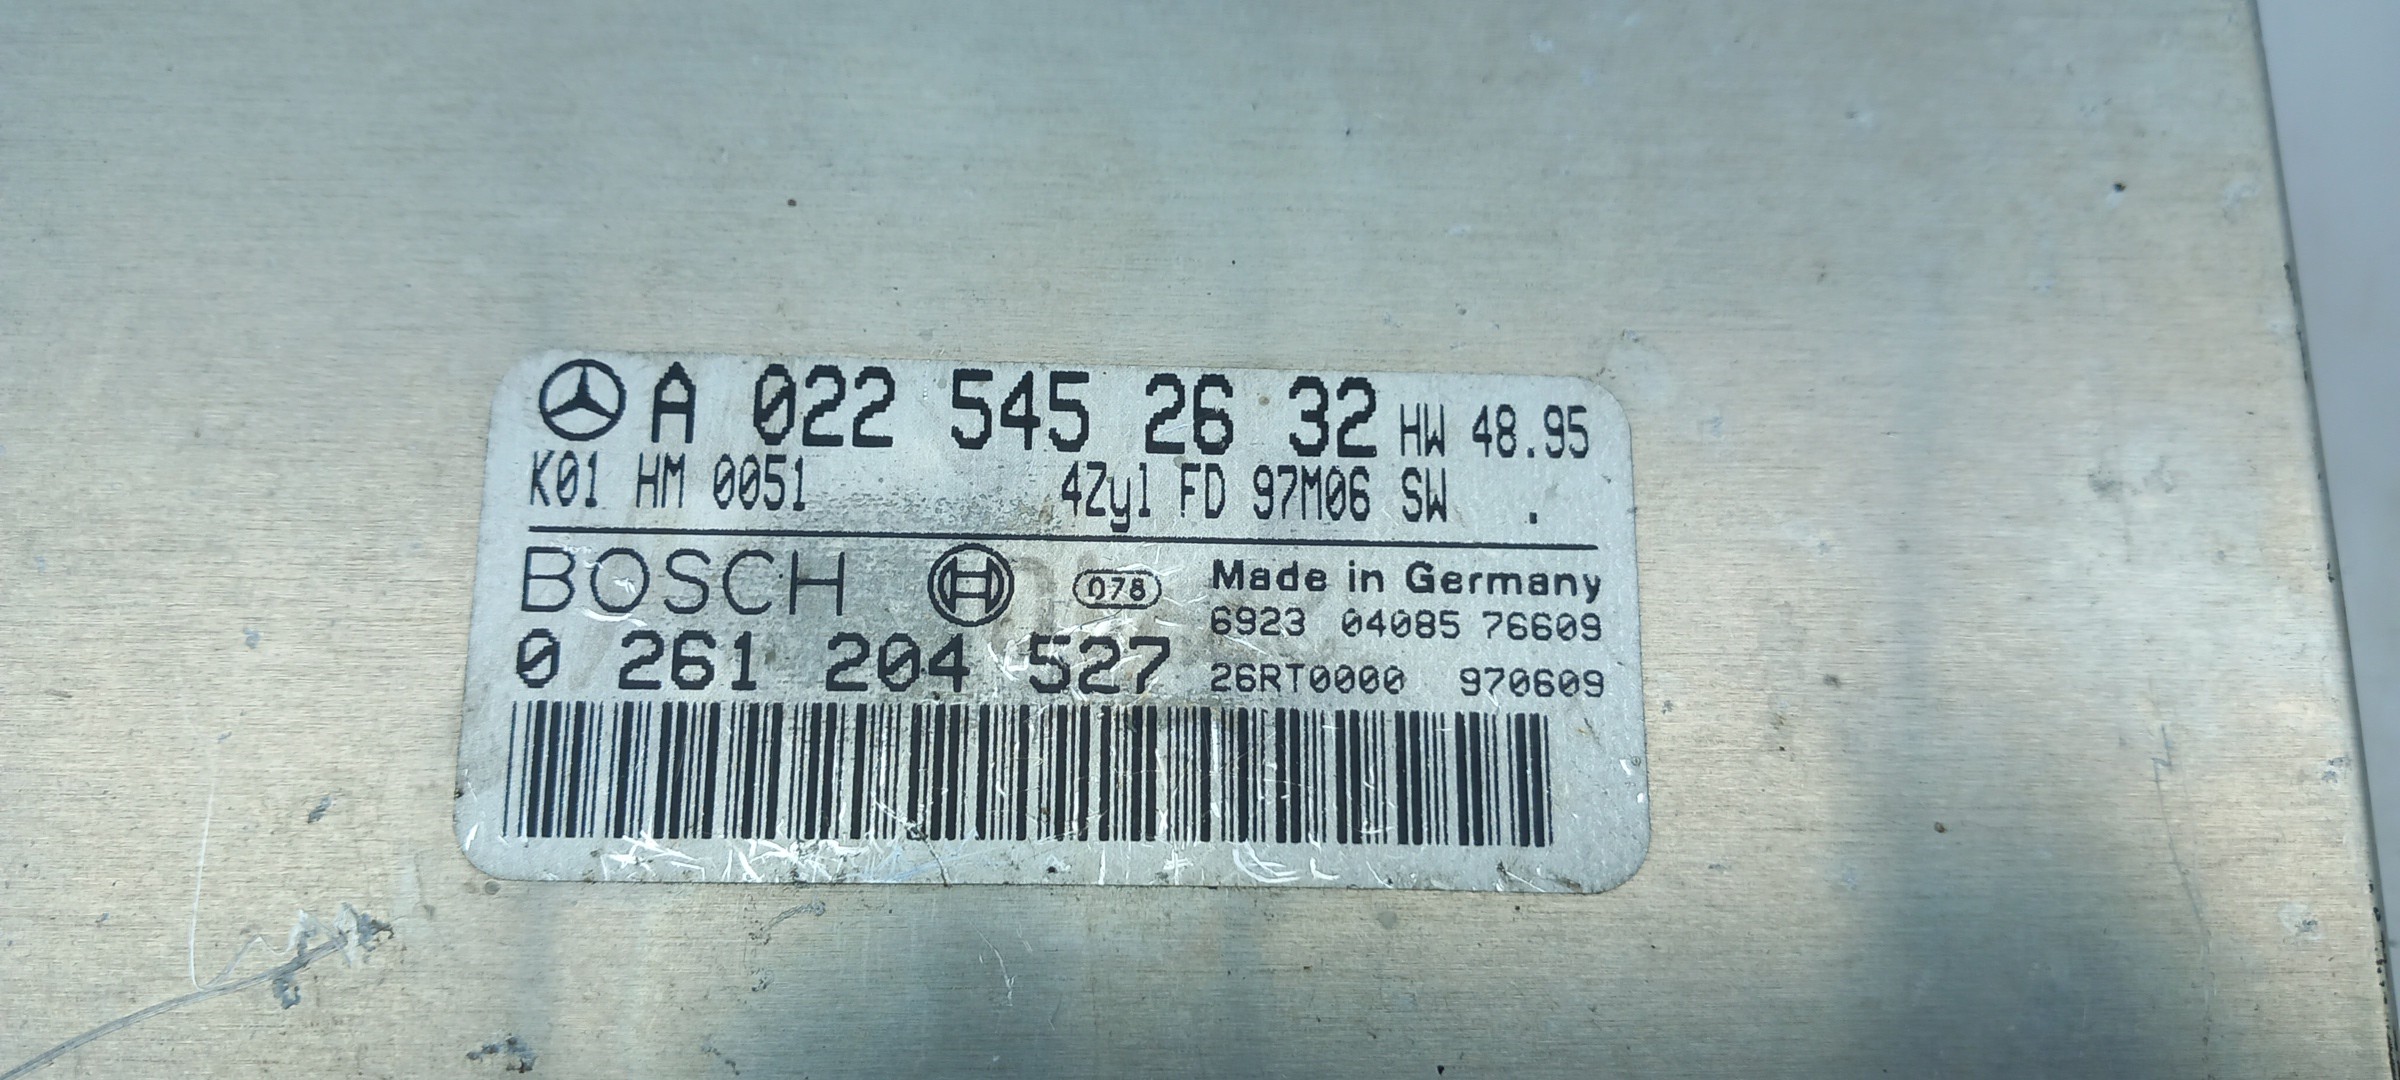 A 022 545 26 32 HW 48.95
K01 HM 0051 4Zyl FD 97M06 SW .
BOSCH 078 Made in Germany
6923 04085 76609
0 261 204 527 26RT0000 970609